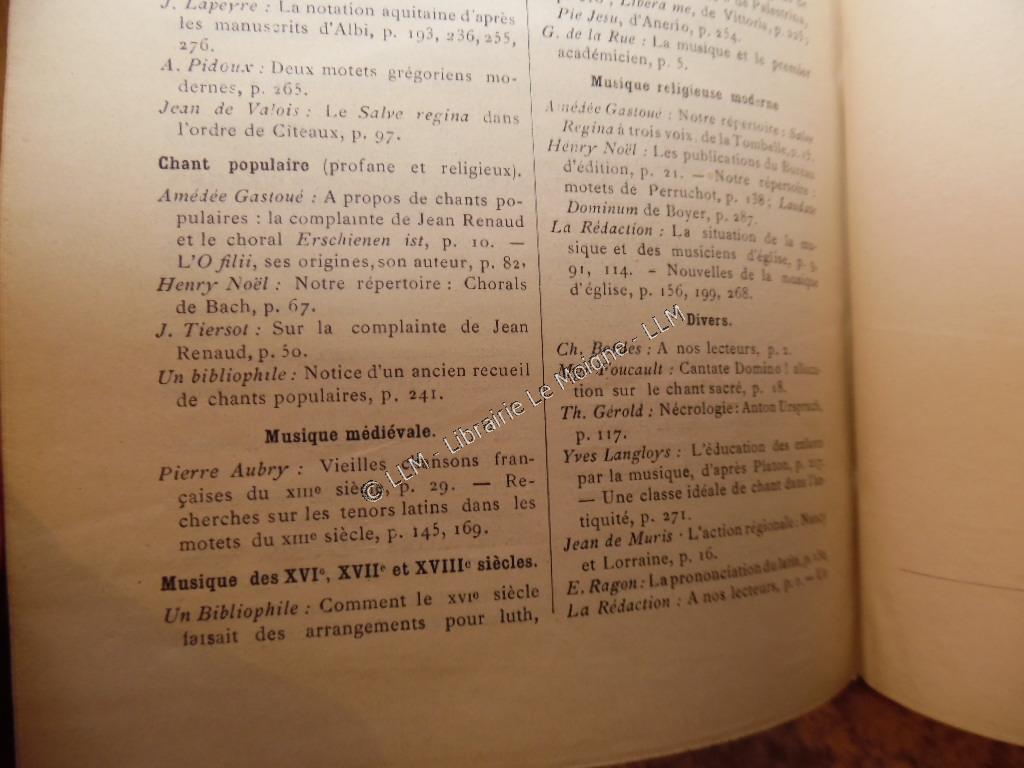 J. Lapeyre : La notation aquitaine d'après
les manuscrits d'Albi, p. 193, 236, 255,
276.
A. Pidoux : Deux motets grégoriens mo-
dernes, p. 265.
Jean de Valois : Le Salve regina dans
l'ordre de Cîteaux, p. 97.
Chant populaire (profane et religieux).
Amédée Gastoué : A propos de chants po-
pulaires : la complainte de Jean Renaud
et le choral Erschienen ist, p. 10. —
L'O filii, ses origines, son auteur, p. 82,
Henry Noël : Notre répertoire : Chorals
de Bach, p. 67.
J. Tiersot : Sur la complainte de Jean
Renaud, p. 50.
Un bibliophile : Notice d'un ancien recueil
de chants populaires, p. 241.
Musique médiévale.
Pierre Aubry : Vieilles chansons fran-
çaises du XIIIe siècle, p. 29. — Re-
cherches sur les tenors latins dans les
motets du XIIIe siècle, p. 145, 169.
Musique des XVIe, XVIIe et XVIIIe siècles.
Un Bibliophile : Comment le XVIe siècle
faisait des arrangements pour luth,
Libera me, de Vittoria, p. 225;
Pie Jesu, d'Anerio, p. 254.
G. de la Rue : La musique et le premier
académicien, p. 5.
Musique religieuse moderne
Amédée Gastoué : Notre répertoire : Salve
Regina à trois voix, de la Tombelle, p.
Henry Noël : Les publications du Bureau
d'édition, p. 21. — Notre répertoire :
motets de Perruchot, p. 138; Laudate
Dominum de Boyer, p. 287.
La Rédaction : La situation de la mu-
sique et des musiciens d'église, p.
91, 114. - Nouvelles de la musique
d'église, p. 156, 199, 268.
Divers.
Ch. Bordes : A nos lecteurs, p. 2.
Mgr Foucault : Cantate Domino ! allocu-
tion sur le chant sacré, p. 18.
Th. Gérold : Nécrologie: Anton Urspruch,
p. 117.
Yves Langloys : L'éducation des enfants
par la musique, d'après Platon, p.
— Une classe idéale de chant dans l'an-
tiquité, p. 271.
Jean de Muris · L'action régionale : Nancy
et Lorraine, p. 16.
E. Ragon : La prononciation du latin, p.
La Rédaction : A nos lecteurs, p.
© LLM - Librairie Le Moigne - LLM